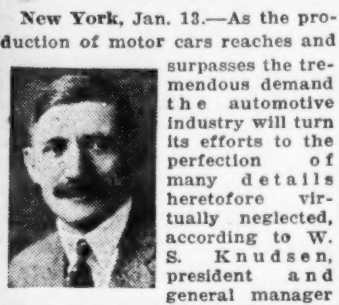 New York, Jan. 13.—As the pro-
duction of motor cars reaches and
surpasses the tre-
mendous demand
the automotive
industry will turn
its efforts to the
perfection of
many details
heretofore vir-
tually neglected,
according to W.
S. Knudsen,
president and
general manager